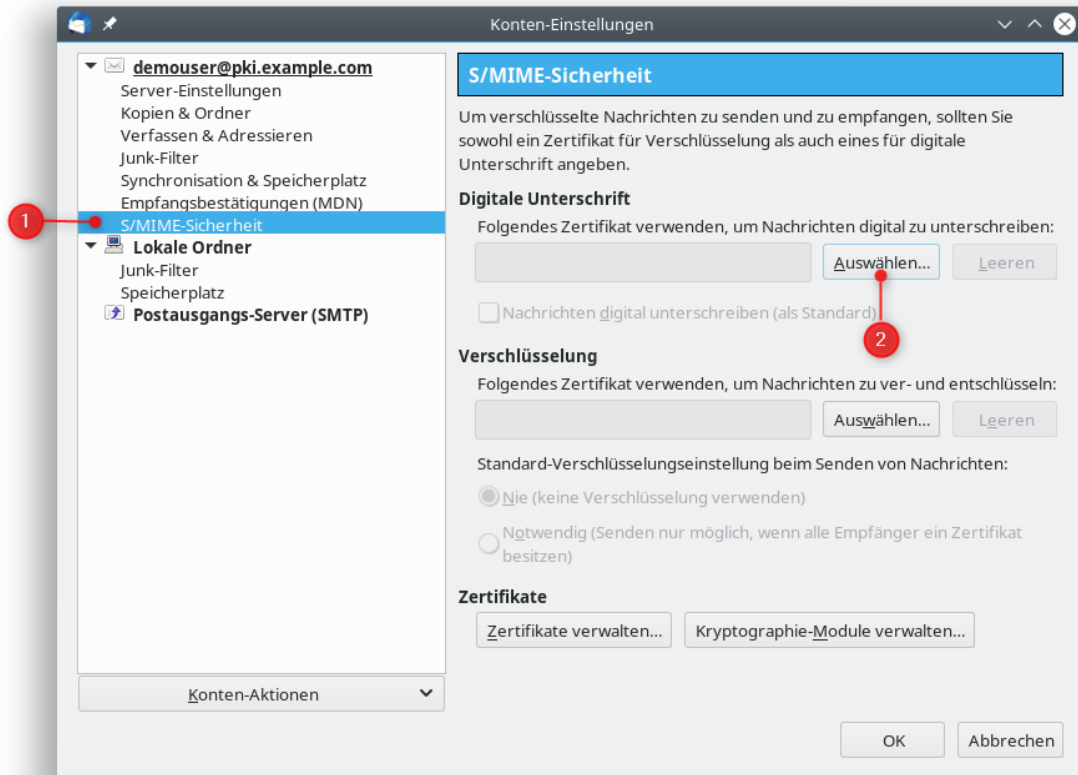 Konten-Einstellungen
demouser@pki.example.com
Server-Einstellungen
Kopien & Ordner
Verfassen & Adressieren
Junk-Filter
Synchronisation & Speicherplatz
Empfangsbestätigungen (MDN)
S/MIME-Sicherheit
Lokale Ordner
Junk-Filter
Speicherplatz
Postausgangs-Server (SMTP)
Konten-Aktionen
1
S/MIME-Sicherheit
Um verschlüsselte Nachrichten zu senden und zu empfangen, sollten Sie
sowohl ein Zertifikat für Verschlüsselung als auch eines für digitale
Unterschrift angeben.
Digitale Unterschrift
Folgendes Zertifikat verwenden, um Nachrichten digital zu unterschreiben:
Auswählen... Leeren
Nachrichten digital unterschreiben (als Standard)
2
Verschlüsselung
Folgendes Zertifikat verwenden, um Nachrichten zu ver- und entschlüsseln:
Auswählen... Leeren
Standard-Verschlüsselungseinstellung beim Senden von Nachrichten:
Nie (keine Verschlüsselung verwenden)
Notwendig (Senden nur möglich, wenn alle Empfänger ein Zertifikat
besitzen)
Zertifikate
Zertifikate verwalten... Kryptographie-Module verwalten...
OK Abbrechen